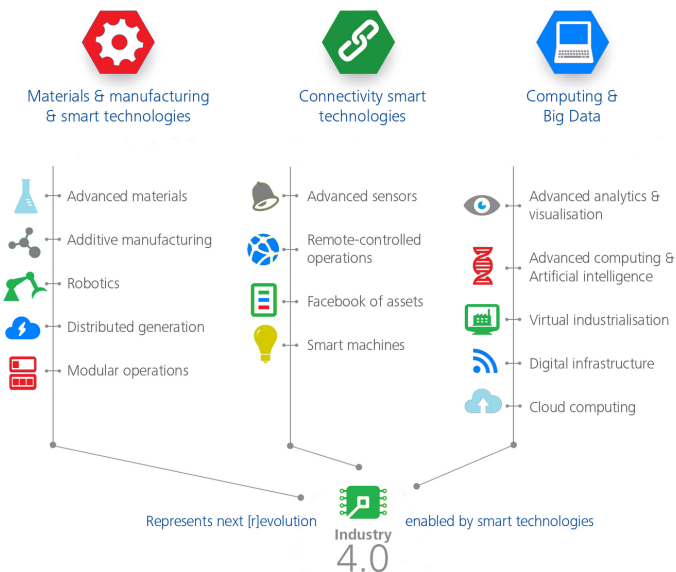 Materials & manufacturing
& smart technologies
Connectivity smart
technologies
Computing &
Big Data
Advanced materials
Additive manufacturing
Robotics
Distributed generation
Modular operations
Advanced sensors
Remote-controlled
operations
Facebook of assets
Smart machines
Advanced analytics &
visualisation
Advanced computing &
Artificial intelligence
Virtual industrialisation
Digital infrastructure
Cloud computing
Represents next [r]evolution
enabled by smart technologies
Industry
4.0